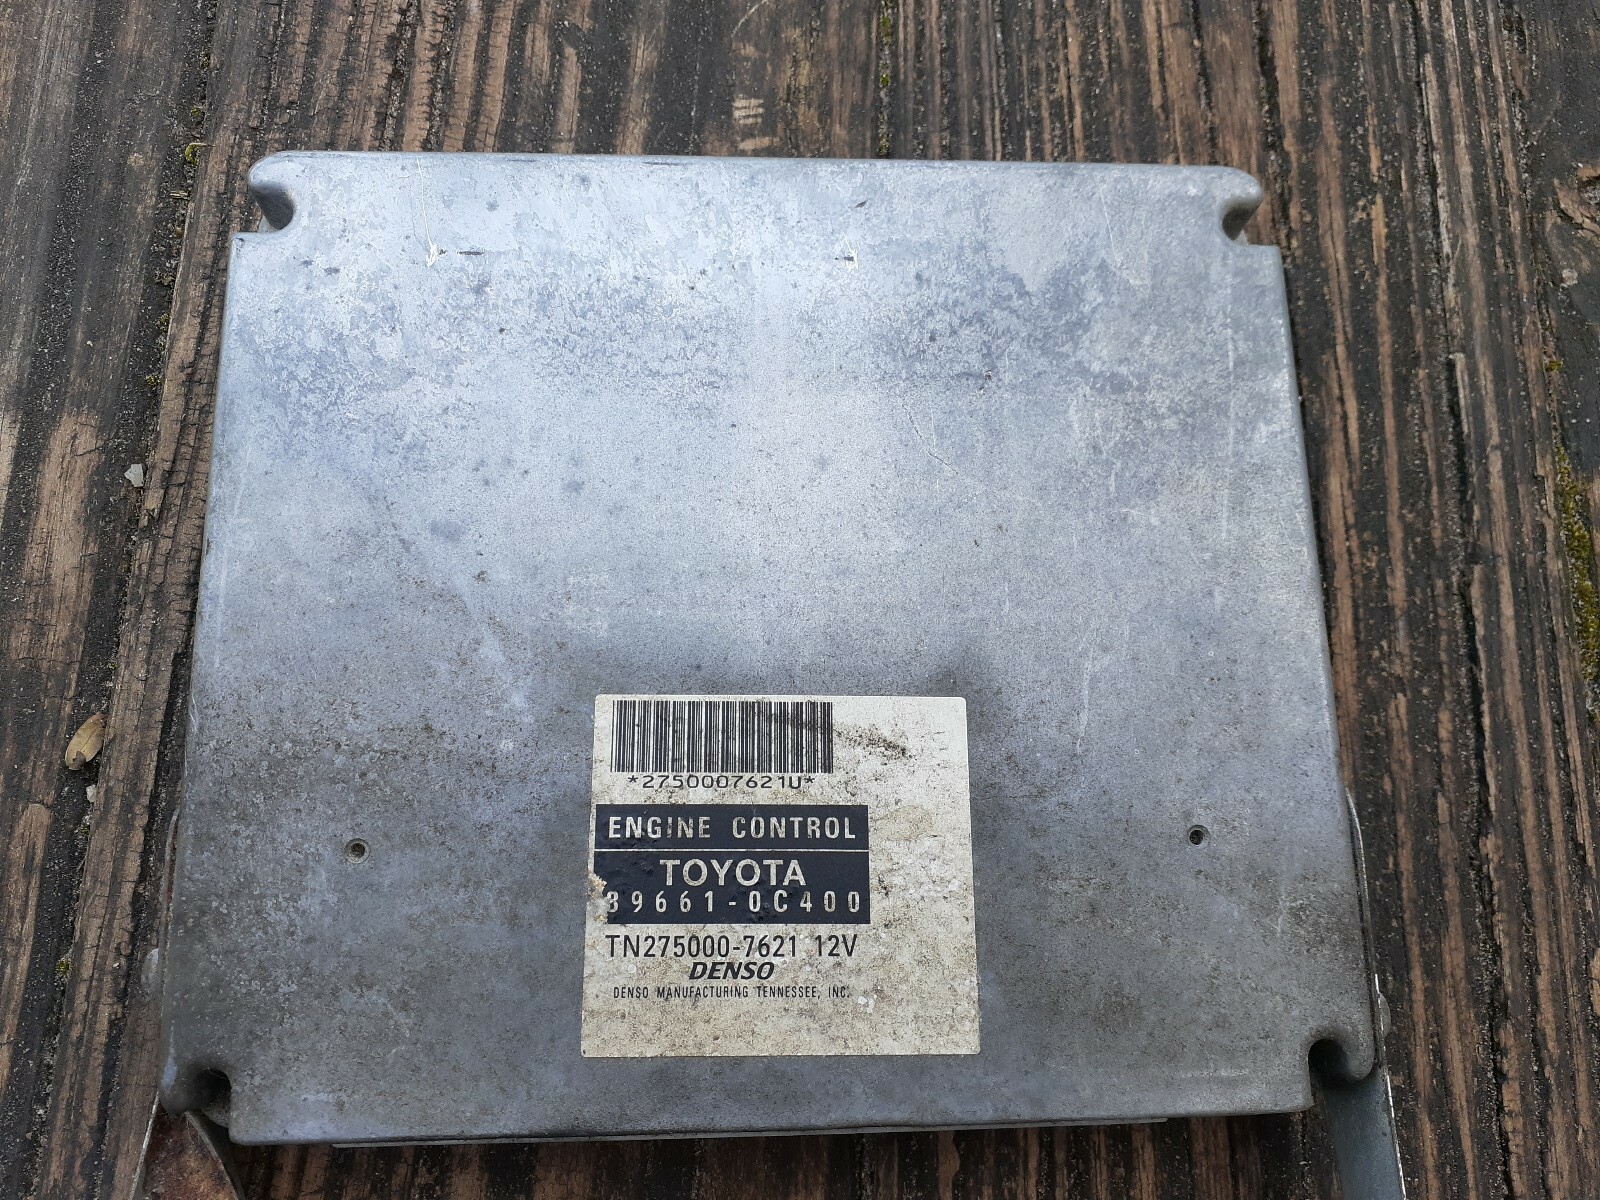 *2750007621U*
ENGINE CONTROL
TOYOTA
89661-0C400
TN275000-7621 12V
DENSO
DENSO MANUFACTURING TENNESSEE, INC.